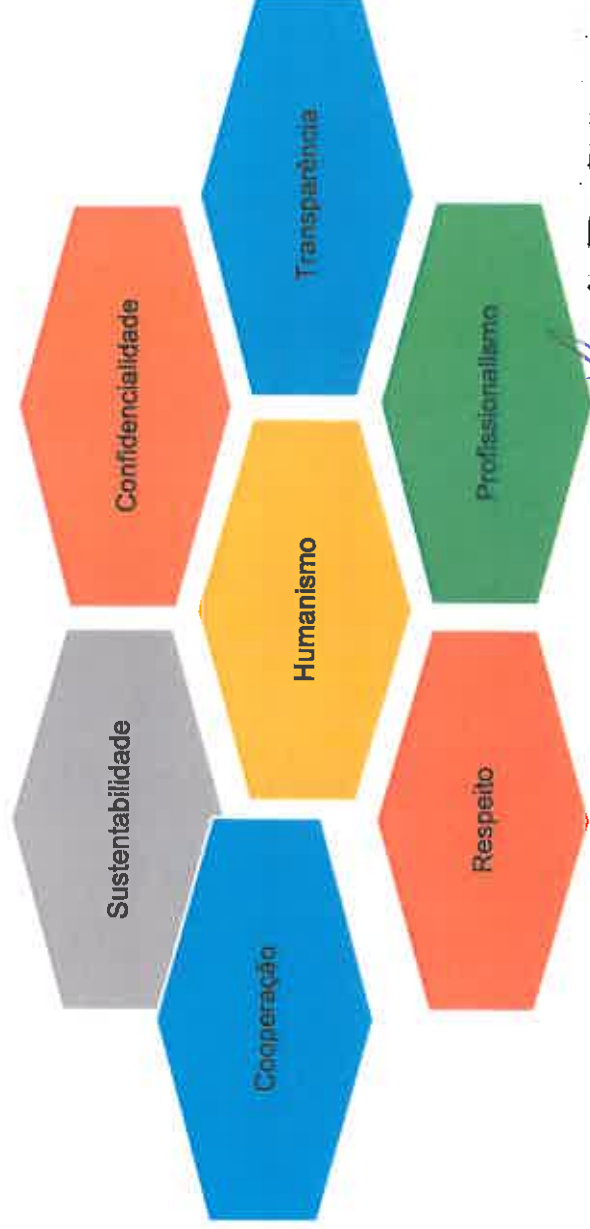 Sustentabilidade
Confidencialidade
Cooperação
Humanismo
Transparência
Respeito
Profissionalismo